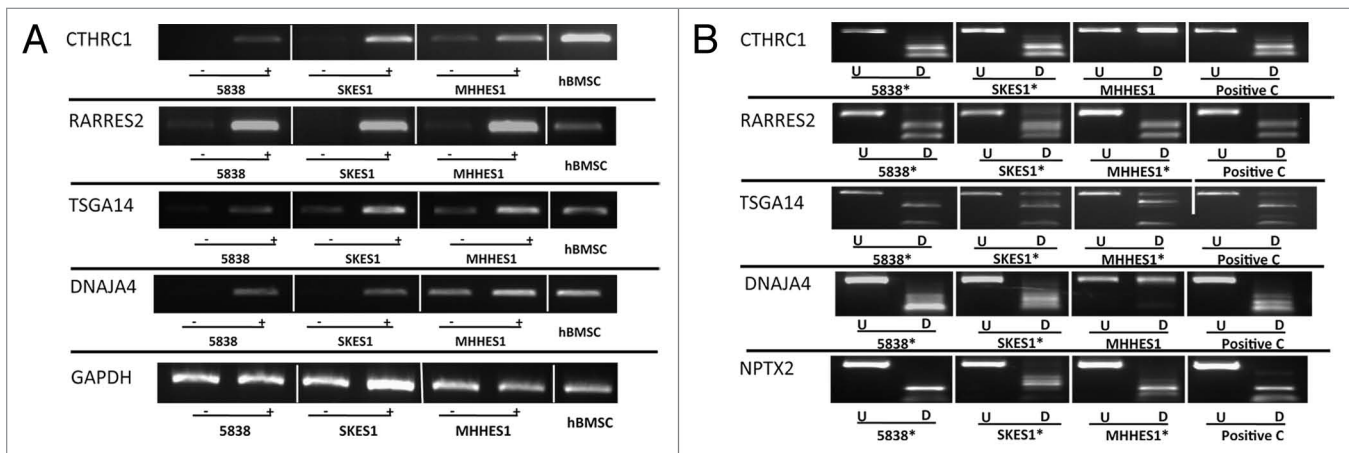 A
CTHRC1
- + - + - +
5838 SKES1 MHHES1 hBMSC
RARRES2
- + - + - +
5838 SKES1 MHHES1 hBMSC
TSGA14
- + - + - +
5838 SKES1 MHHES1 hBMSC
DNAJA4
- + - + - +
5838 SKES1 MHHES1 hBMSC
GAPDH
- + - + - +
5838 SKES1 MHHES1 hBMSC
B
CTHRC1
U D U D U D U D
5838* SKES1* MHHES1 Positive C
RARRES2
U D U D U D U D
5838* SKES1* MHHES1* Positive C
TSGA14
U D U D U D U D
5838* SKES1* MHHES1* Positive C
DNAJA4
U D U D U D U D
5838* SKES1* MHHES1 Positive C
NPTX2
U D U D U D U D
5838* SKES1* MHHES1* Positive C